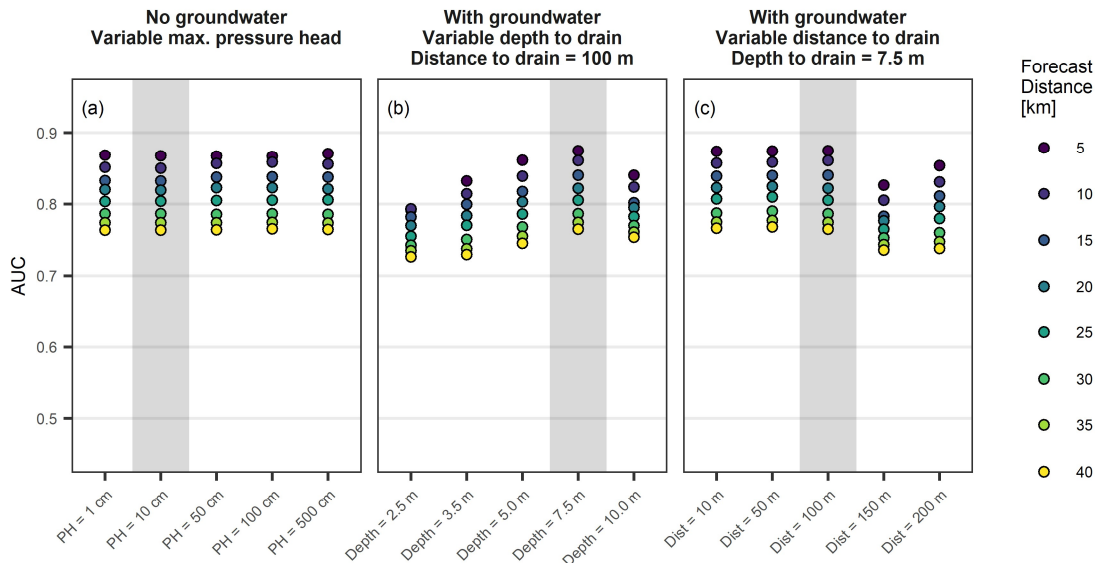 No groundwater
Variable max. pressure head
With groundwater
Variable depth to drain
Distance to drain = 100 m
With groundwater
Variable distance to drain
Depth to drain = 7.5 m
(a)
(b)
(c)
AUC
0.9
0.8
0.7
0.6
0.5
PH = 1 cm
PH = 10 cm
PH = 50 cm
PH = 100 cm
PH = 500 cm
Depth = 2.5 m
Depth = 3.5 m
Depth = 5.0 m
Depth = 7.5 m
Depth = 10.0 m
Dist = 10 m
Dist = 50 m
Dist = 100 m
Dist = 150 m
Dist = 200 m
Forecast
Distance
[km]
5
10
15
20
25
30
35
40